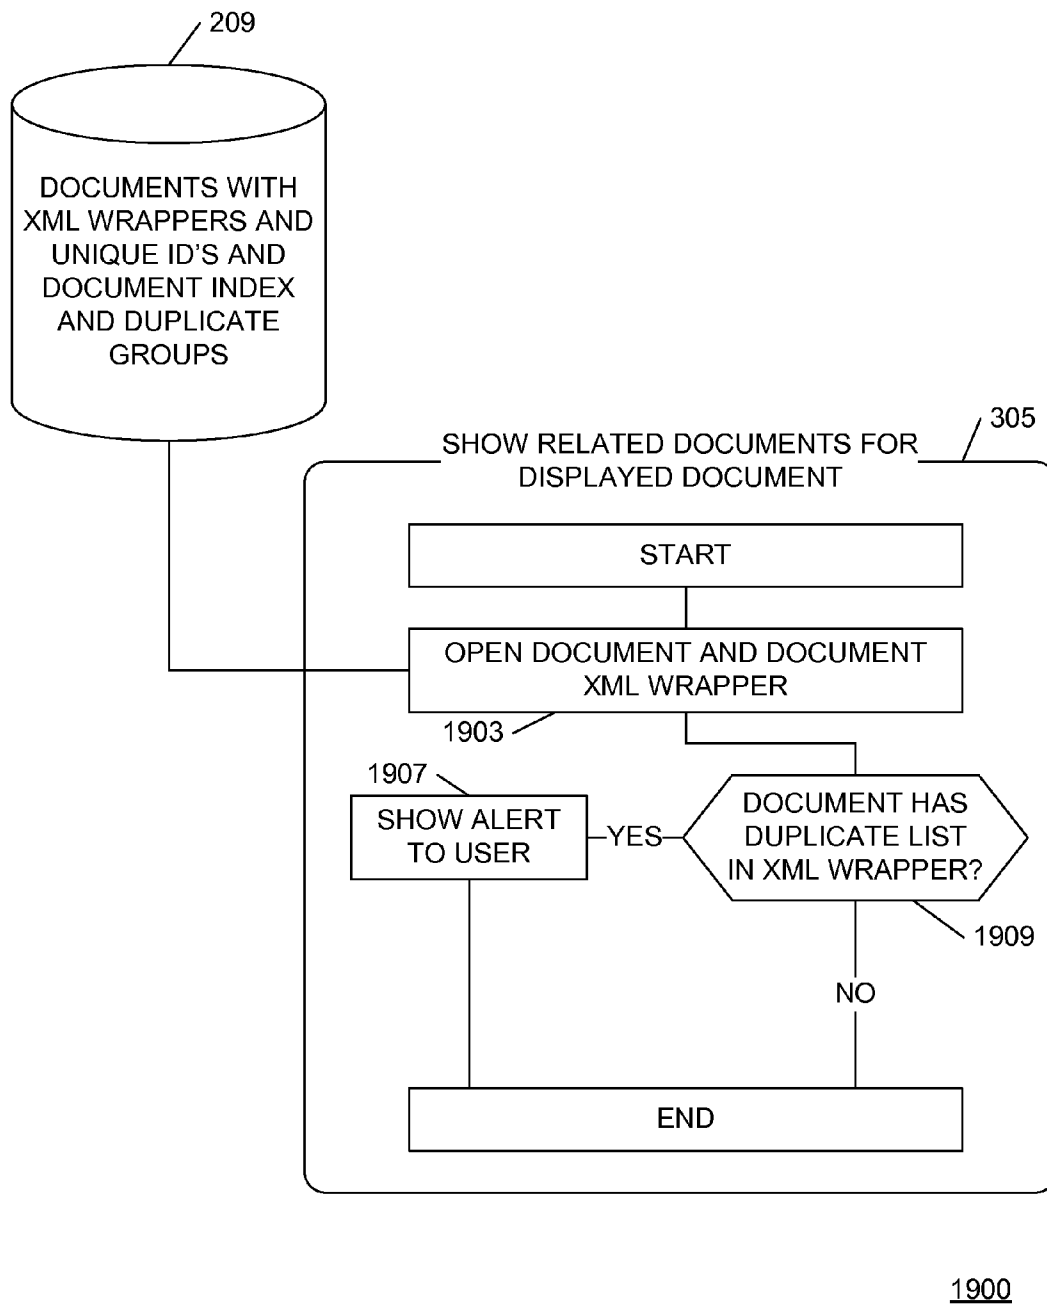 209
DOCUMENTS WITH
XML WRAPPERS AND
UNIQUE ID'S AND
DOCUMENT INDEX
AND DUPLICATE
GROUPS
305
SHOW RELATED DOCUMENTS FOR
DISPLAYED DOCUMENT
START
OPEN DOCUMENT AND DOCUMENT
XML WRAPPER
1903
1907
SHOW ALERT
TO USER
YES
DOCUMENT HAS
DUPLICATE LIST
IN XML WRAPPER?
1909
NO
END
1900